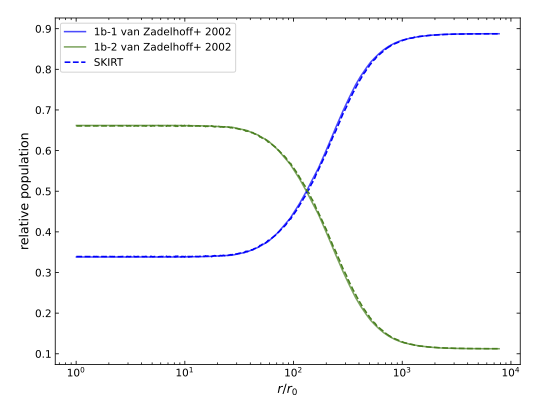 1b-1 van Zadelhoff+ 2002
1b-2 van Zadelhoff+ 2002
SKIRT
relative population
0.9
0.8
0.7
0.6
0.5
0.4
0.3
0.2
0.1
10⁰
10¹
10²
10³
10⁴
r/r₀